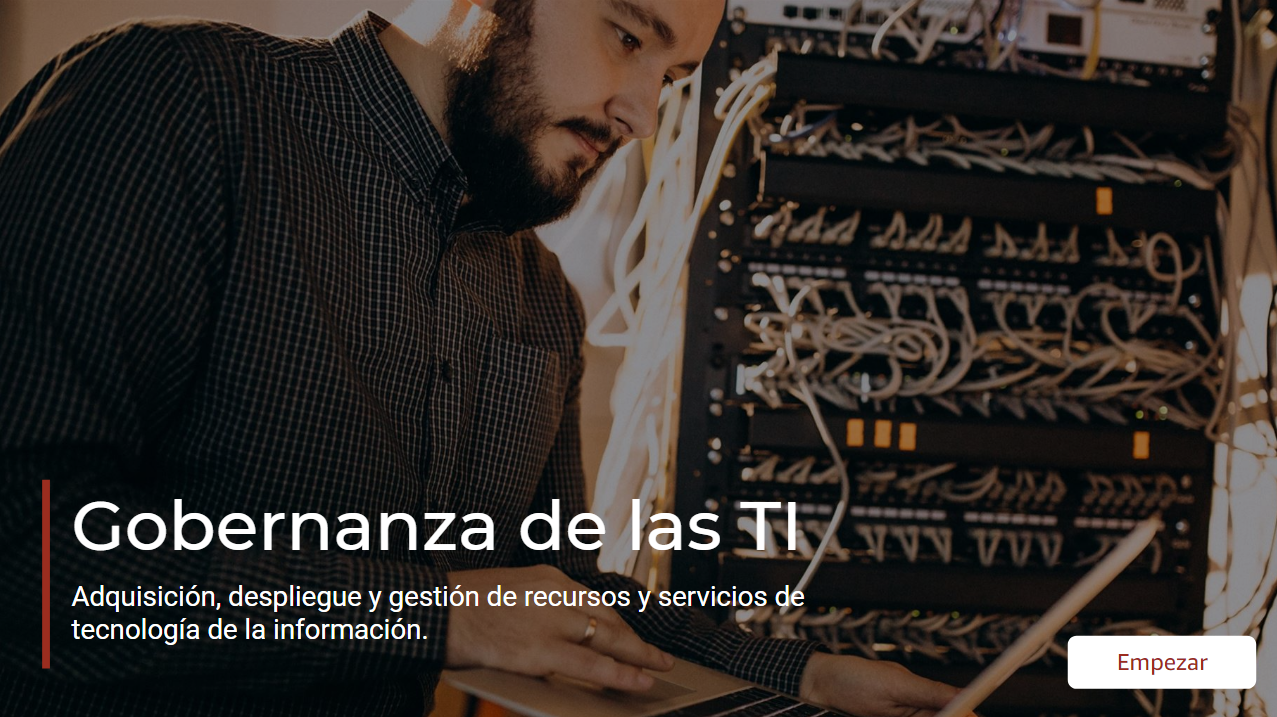 Gobernanza de las TI
Adquisición, despliegue y gestión de recursos y servicios de
tecnología de la información.
Empezar